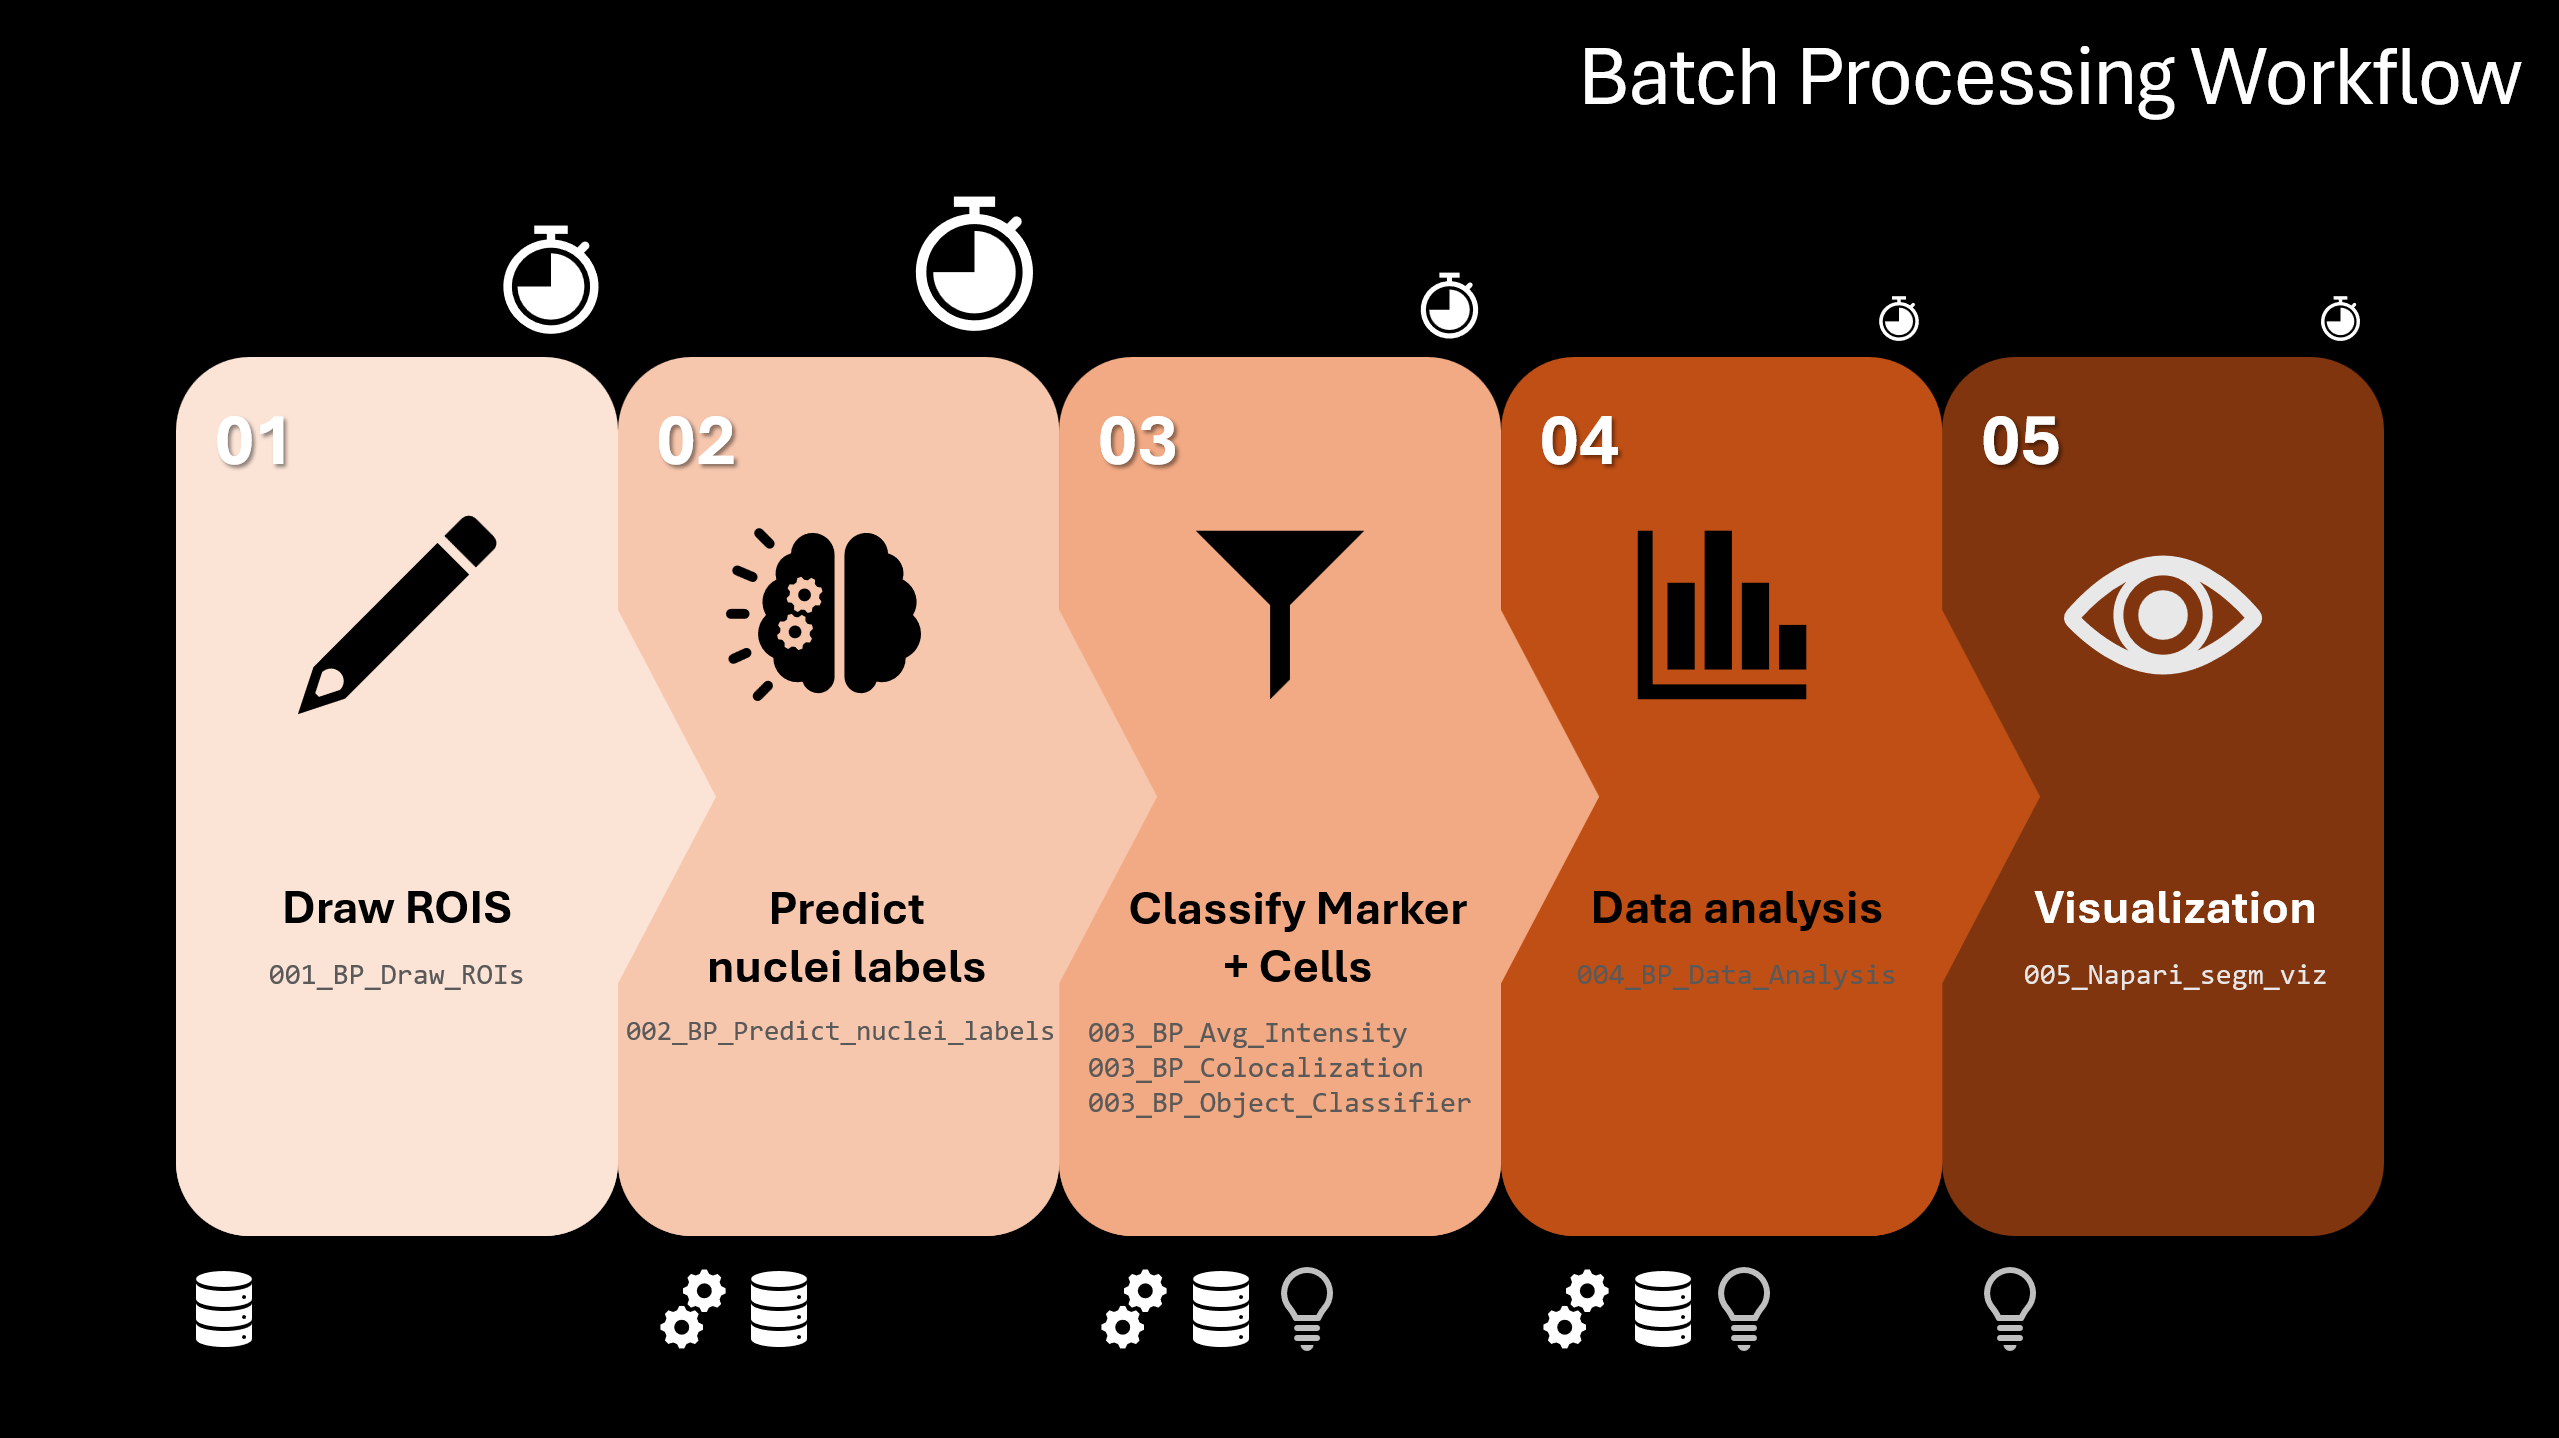 Batch Processing Workflow
01
Draw ROIS
001_BP_Draw_ROIs
02
Predict
nuclei labels
002_BP_Predict_nuclei_labels
03
Classify Marker
+ Cells
003_BP_Avg_Intensity
003_BP_Colocalization
003_BP_Object_Classifier
04
Data analysis
004_BP_Data_Analysis
05
Visualization
005_Napari_segm_viz